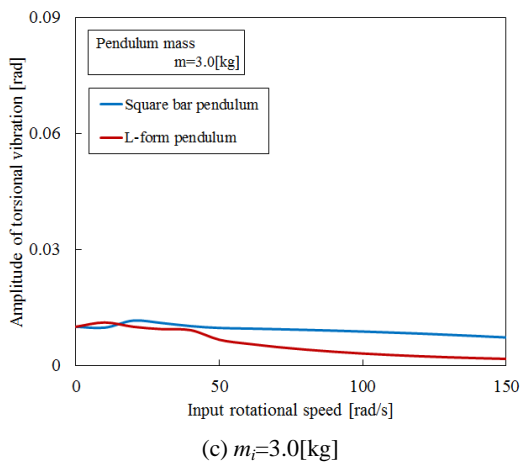 0.09
Pendulum mass
m=3.0[kg]
Square bar pendulum
L-form pendulum
0.06
0.03
0
Amplitude of torsional vibration [rad]
0 50 100 150
Input rotational speed [rad/s]
(c) mᵢ=3.0[kg]